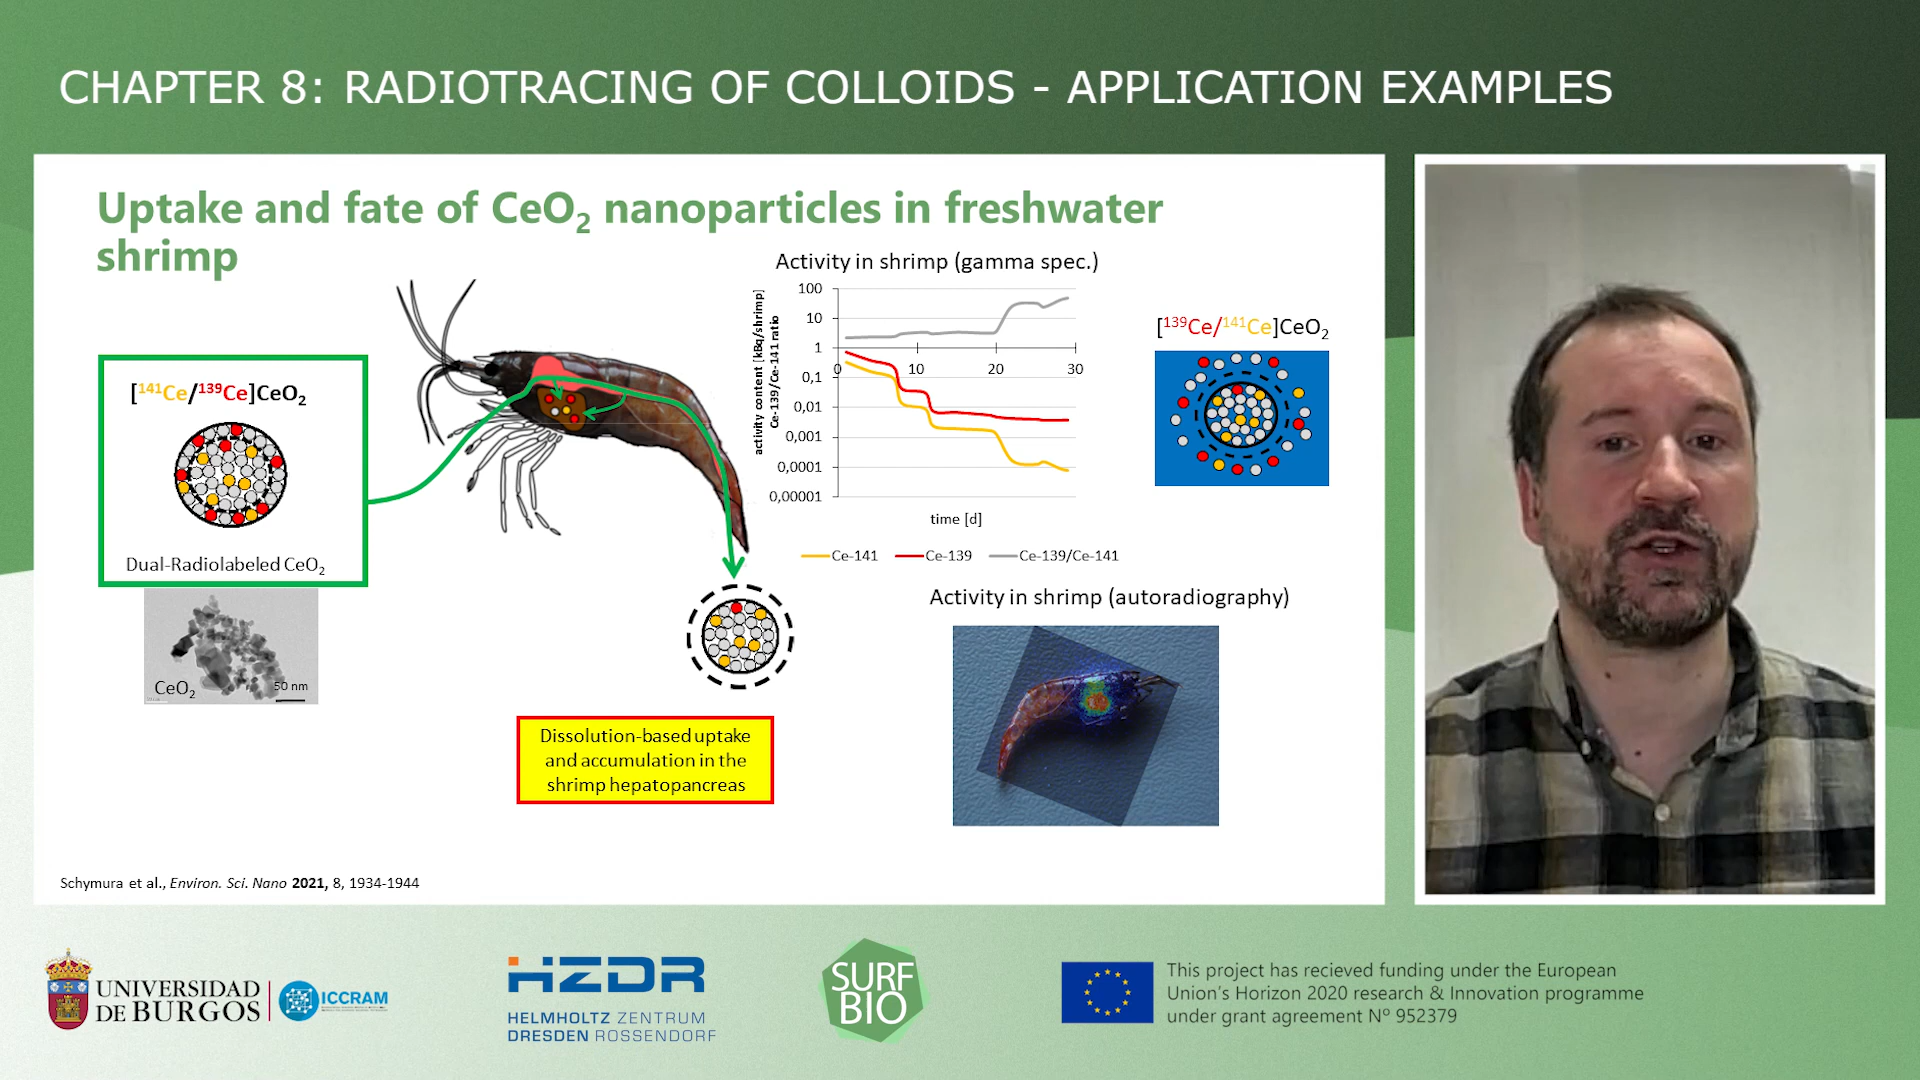 CHAPTER 8: RADIOTRACING OF COLLOIDS - APPLICATION EXAMPLES
Uptake and fate of CeO2 nanoparticles in freshwater
shrimp
[141Ce/139Ce]CeO2
Dual-Radiolabeled CeO2
CeO2
50 nm
Dissolution-based uptake
and accumulation in the
shrimp hepatopancreas
Activity in shrimp (gamma spec.)
activity content [kBq/shrimp]
Ce-139/Ce-141 ratio
100
10
1
0,1
0,01
0,001
0,0001
0,00001
0
10
20
30
time [d]
Ce-141
Ce-139
Ce-139/Ce-141
[139Ce/141Ce]CeO2
Activity in shrimp (autoradiography)
Schymura et al., Environ. Sci. Nano 2021, 8, 1934-1944
UNIVERSIDAD
DE BURGOS
ICCRAM
HZDR
HELMHOLTZ ZENTRUM
DRESDEN ROSSENDORF
SURF
BIO
This project has recieved funding under the European
Union's Horizon 2020 research & Innovation programme
under grant agreement Nº 952379